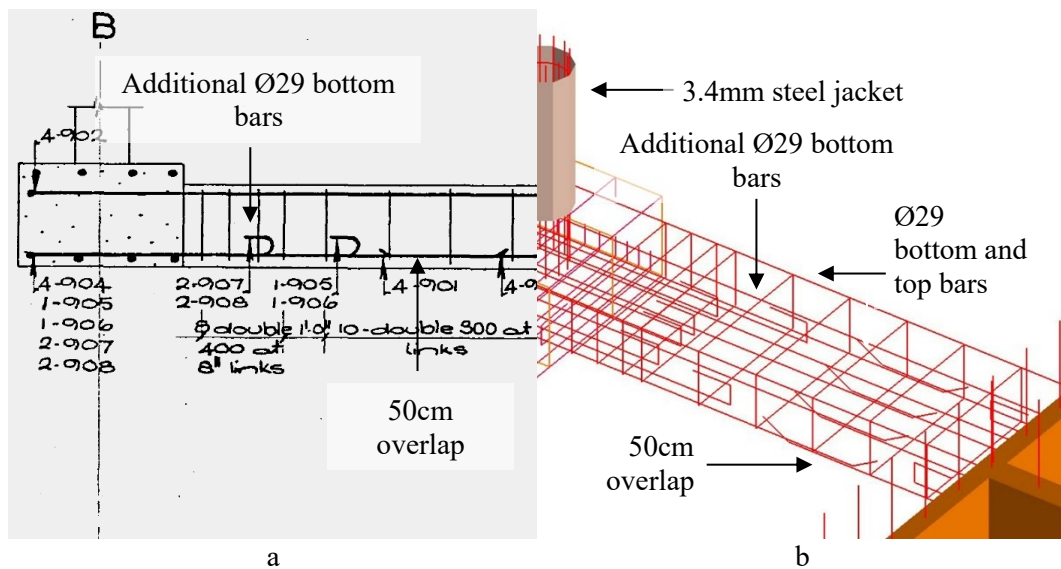 B
Additional Ø29 bottom
bars
4-902
4-904
1-905
1-906
2-907
2-908
2-907
2-908
1-905
1-906
4-901
8 double 1'.0" 10-double 300 at
400 at
8" links
links
50cm
overlap
a
3.4mm steel jacket
Additional Ø29 bottom
bars
Ø29
bottom and
top bars
50cm
overlap
b